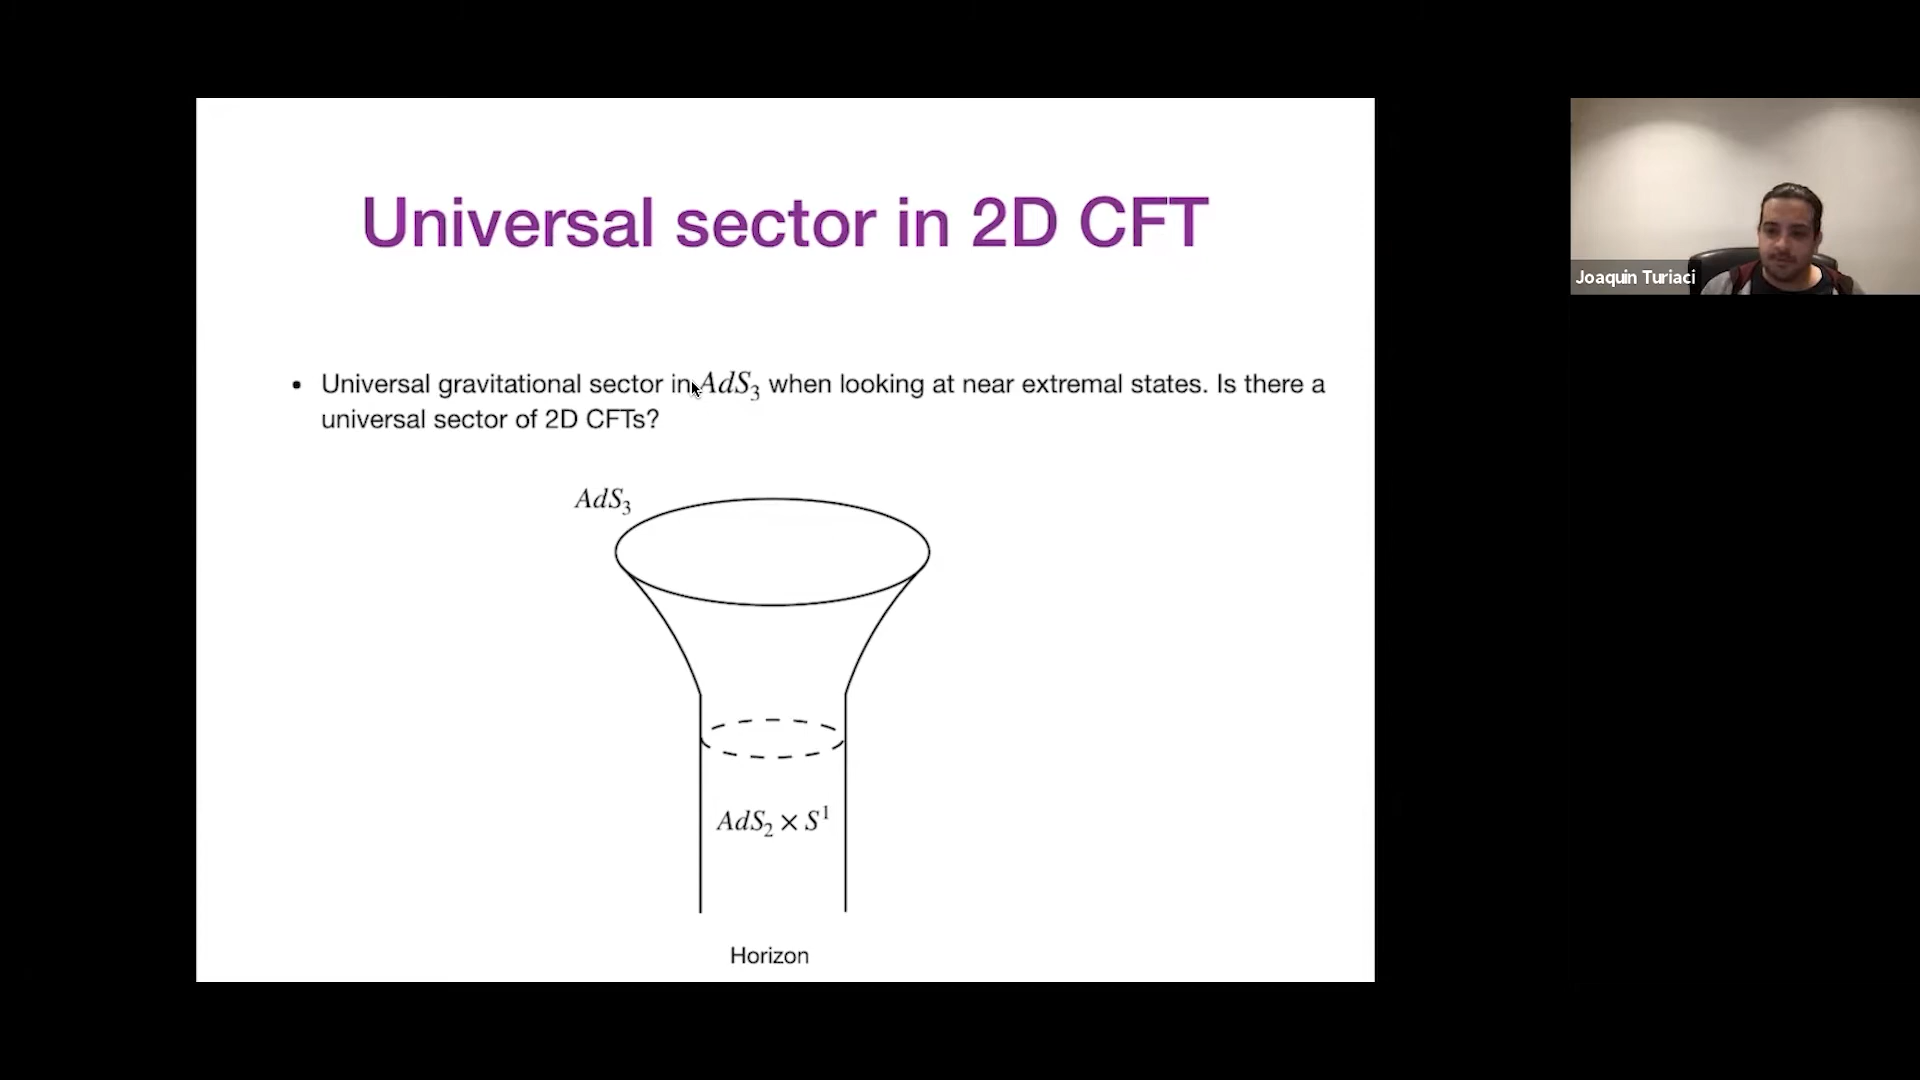 Universal sector in 2D CFT
• Universal gravitational sector in AdS₃ when looking at near extremal states. Is there a
universal sector of 2D CFTs?
AdS₃
AdS₂ × S¹
Horizon
Joaquin Turiaci